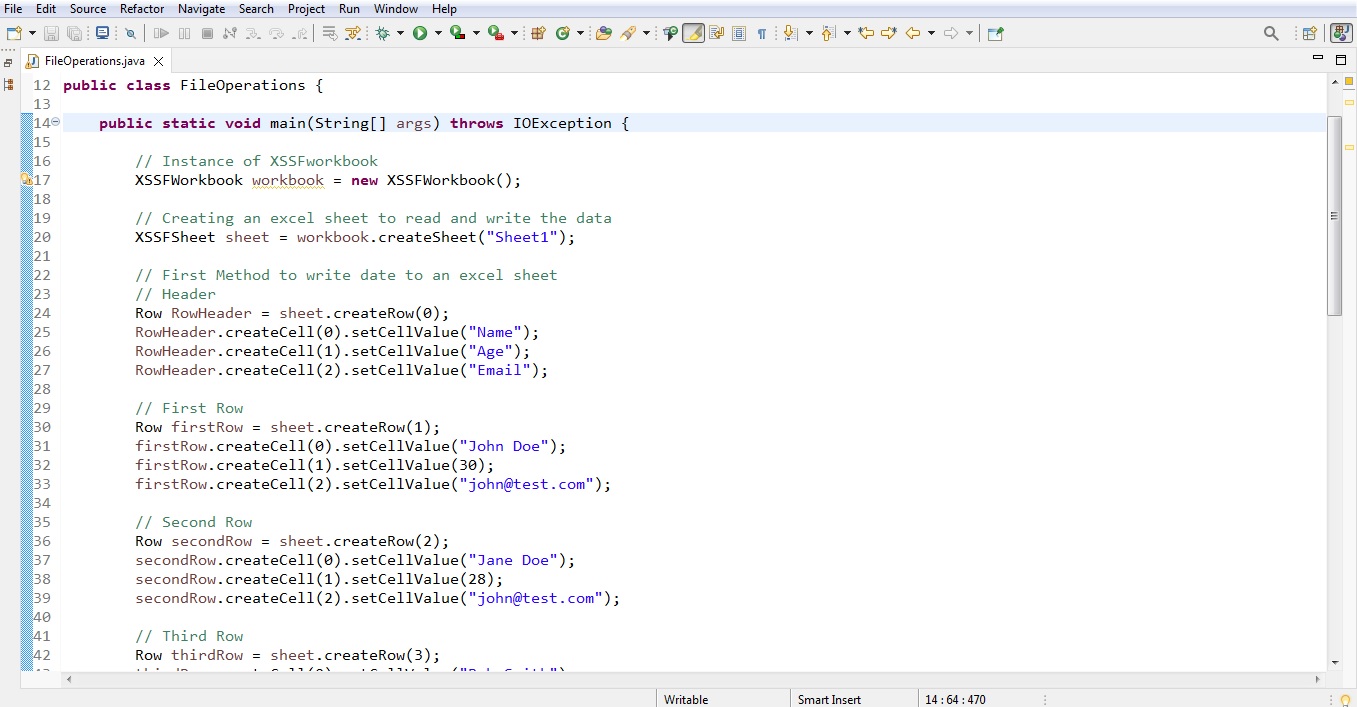 File Edit Source Refactor Navigate Search Project Run Window Help
FileOperations.java
12 public class FileOperations {
13
14 public static void main(String[] args) throws IOException {
15
16 // Instance of XSSFworkbook
17 XSSFWorkbook workbook = new XSSFWorkbook();
18
19 // Creating an excel sheet to read and write the data
20 XSSFSheet sheet = workbook.createSheet("Sheet1");
21
22 // First Method to write date to an excel sheet
23 // Header
24 Row RowHeader = sheet.createRow(0);
25 RowHeader.createCell(0).setCellValue("Name");
26 RowHeader.createCell(1).setCellValue("Age");
27 RowHeader.createCell(2).setCellValue("Email");
28
29 // First Row
30 Row firstRow = sheet.createRow(1);
31 firstRow.createCell(0).setCellValue("John Doe");
32 firstRow.createCell(1).setCellValue(30);
33 firstRow.createCell(2).setCellValue("john@test.com");
34
35 // Second Row
36 Row secondRow = sheet.createRow(2);
37 secondRow.createCell(0).setCellValue("Jane Doe");
38 secondRow.createCell(1).setCellValue(28);
39 secondRow.createCell(2).setCellValue("john@test.com");
40
41 // Third Row
42 Row thirdRow = sheet.createRow(3);
Writable Smart Insert 14 : 64 : 470